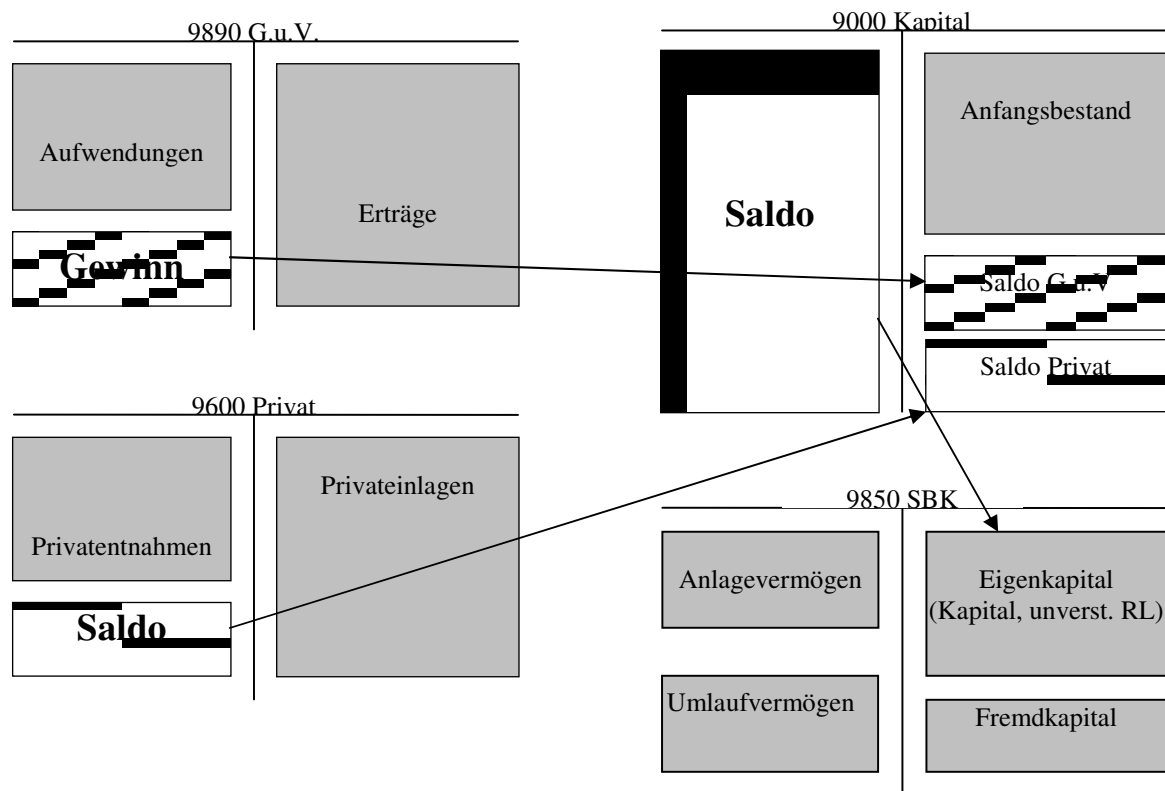 9890 G.u.V.
Aufwendungen
Erträge
Gewinn
9000 Kapital
Anfangsbestand
Saldo
Saldo G.u.V
Saldo Privat
9600 Privat
Privateinlagen
Privatentnahmen
Saldo
9850 SBK
Anlagevermögen
Eigenkapital
(Kapital, unverst. RL)
Umlaufvermögen
Fremdkapital